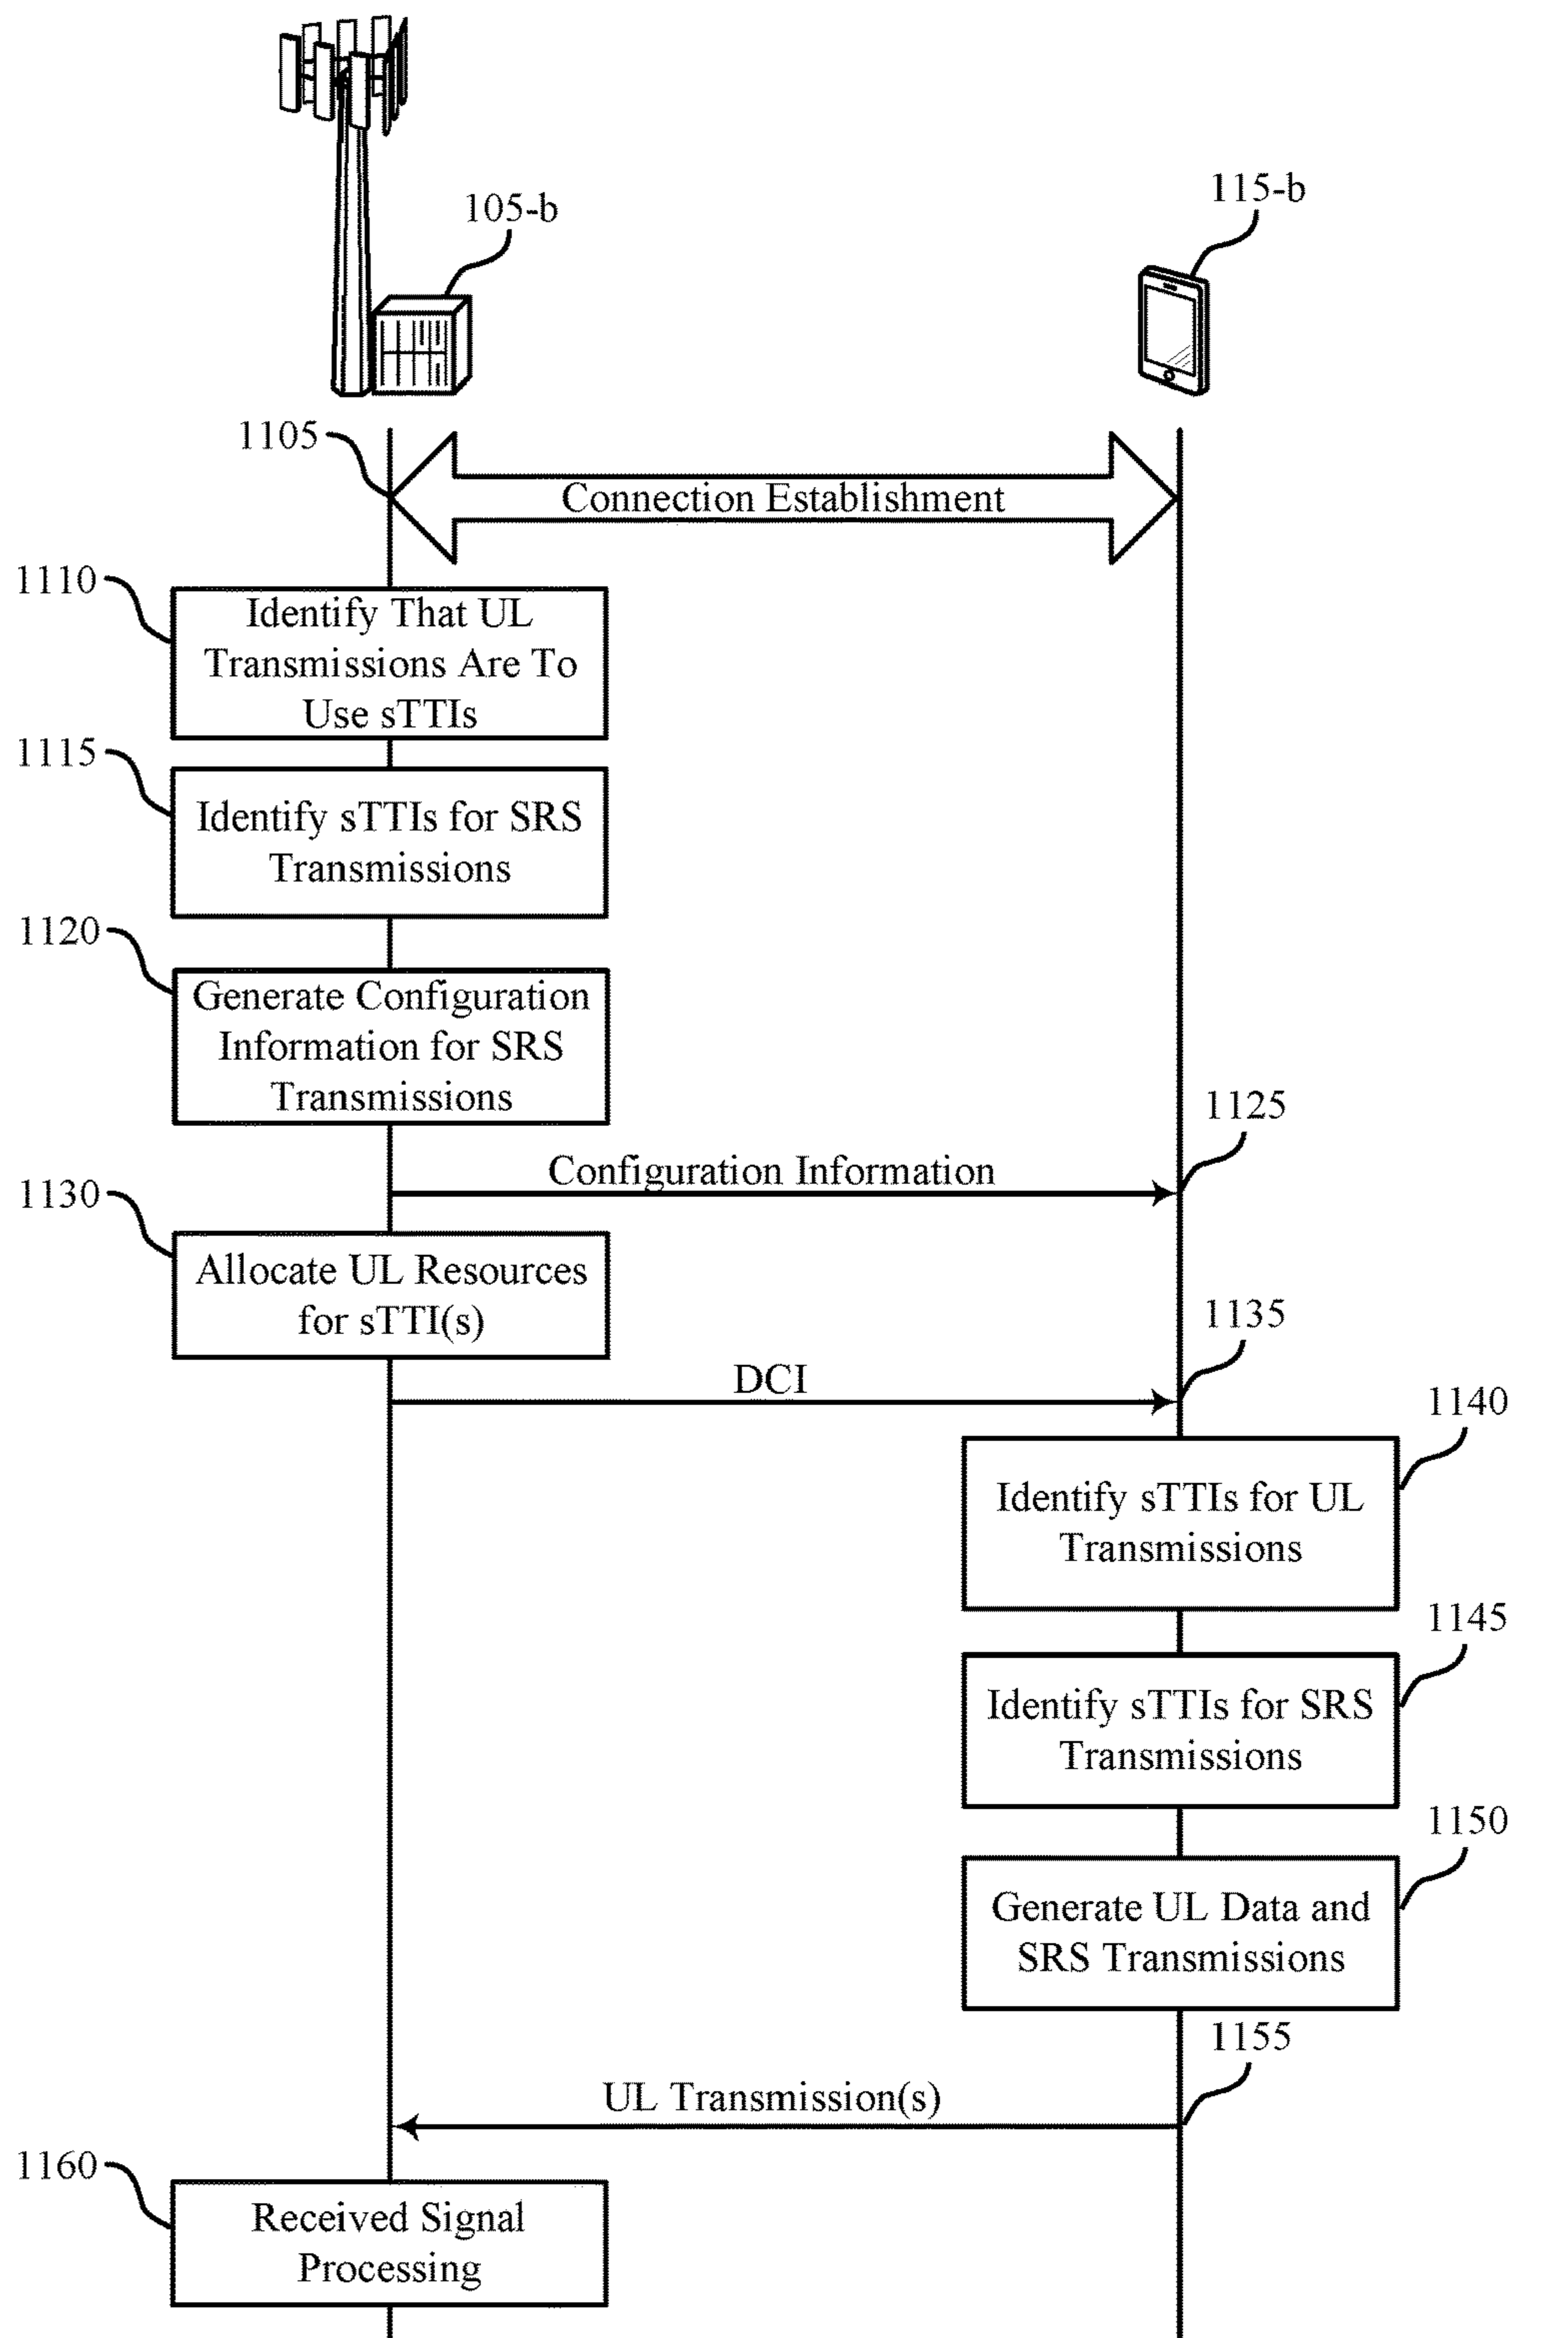 105-b
115-b
1105
Connection Establishment
1110
Identify That UL
Transmissions Are To
Use sTTIs
1115
Identify sTTIs for SRS
Transmissions
1120
Generate Configuration
Information for SRS
Transmissions
1125
Configuration Information
1130
Allocate UL Resources
for sTTI(s)
1135
DCI
1140
Identify sTTIs for UL
Transmissions
1145
Identify sTTIs for SRS
Transmissions
1150
Generate UL Data and
SRS Transmissions
1155
UL Transmission(s)
1160
Received Signal
Processing